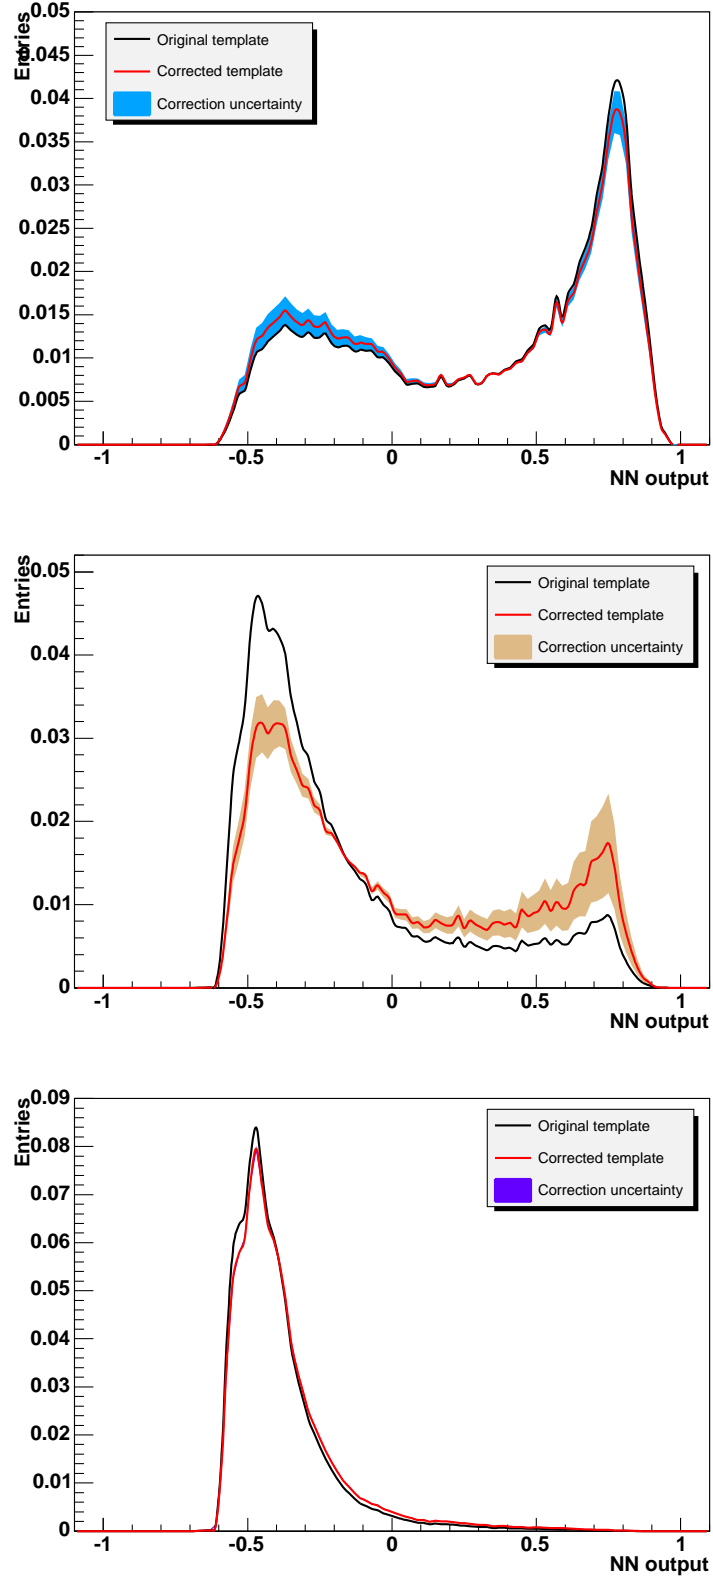 Entries
0.05
0.045
0.04
0.035
0.03
0.025
0.02
0.015
0.01
0.005
0
Original template
Corrected template
Correction uncertainty
-1 -0.5 0 0.5 1
NN output
Entries
0.05
0.04
0.03
0.02
0.01
0
Original template
Corrected template
Correction uncertainty
-1 -0.5 0 0.5 1
NN output
Entries
0.09
0.08
0.07
0.06
0.05
0.04
0.03
0.02
0.01
0
Original template
Corrected template
Correction uncertainty
-1 -0.5 0 0.5 1
NN output